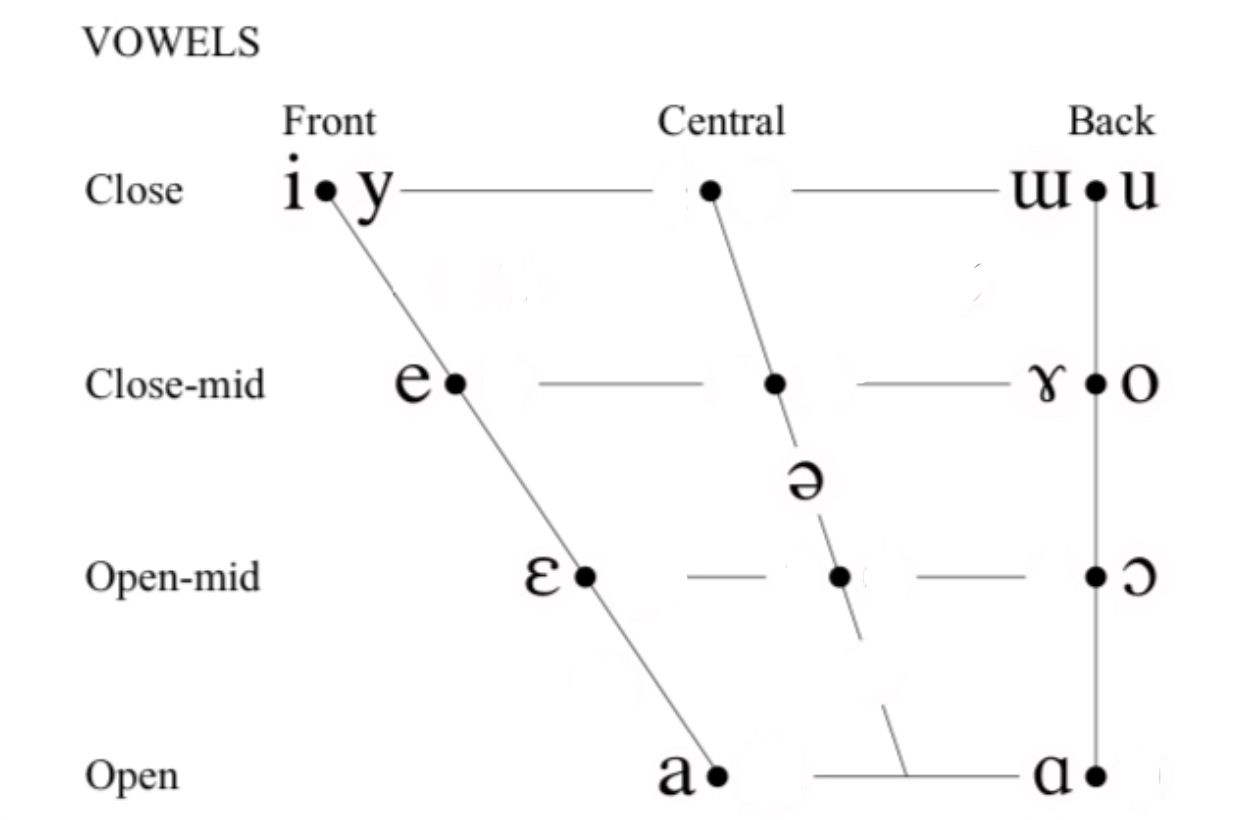 VOWELS
Front Central Back
Close i y ɯ u
Close-mid e ɤ o
ə
Open-mid ɛ ɔ
Open a ɑ